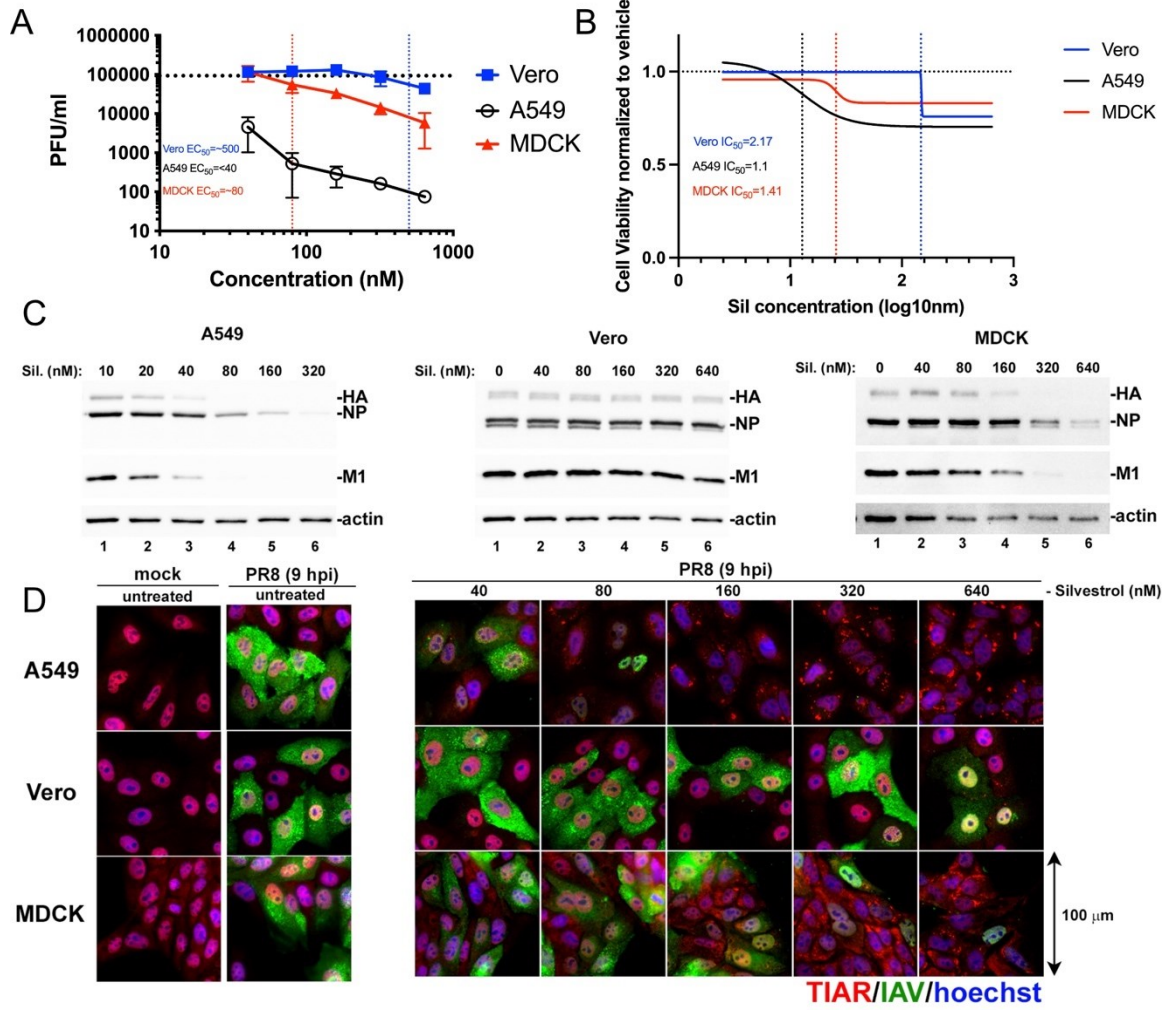 A
1000000
100000
10000
1000
100
10
PFU/ml
Vero EC50=~500
A549 EC50=<40
MDCK EC50=~80
10 100 1000
Concentration (nM)
Vero
A549
MDCK
B
Cell Viability normalized to vehicle
1.0
0.5
0.0
Vero IC50=2.17
A549 IC50=1.1
MDCK IC50=1.41
0 1 2 3
Sil concentration (log10nm)
Vero
A549
MDCK
C
A549
Sil. (nM): 10 20 40 80 160 320
-HA
-NP
-M1
-actin
1 2 3 4 5 6
Vero
Sil. (nM): 0 40 80 160 320 640
-HA
-NP
-M1
-actin
1 2 3 4 5 6
MDCK
Sil. (nM): 0 40 80 160 320 640
-HA
-NP
-M1
-actin
1 2 3 4 5 6
D
mock
untreated
PR8 (9 hpi)
untreated
PR8 (9 hpi)
40 80 160 320 640 - Silvestrol (nM)
A549
Vero
MDCK
100 μm
TIAR/IAV/hoechst